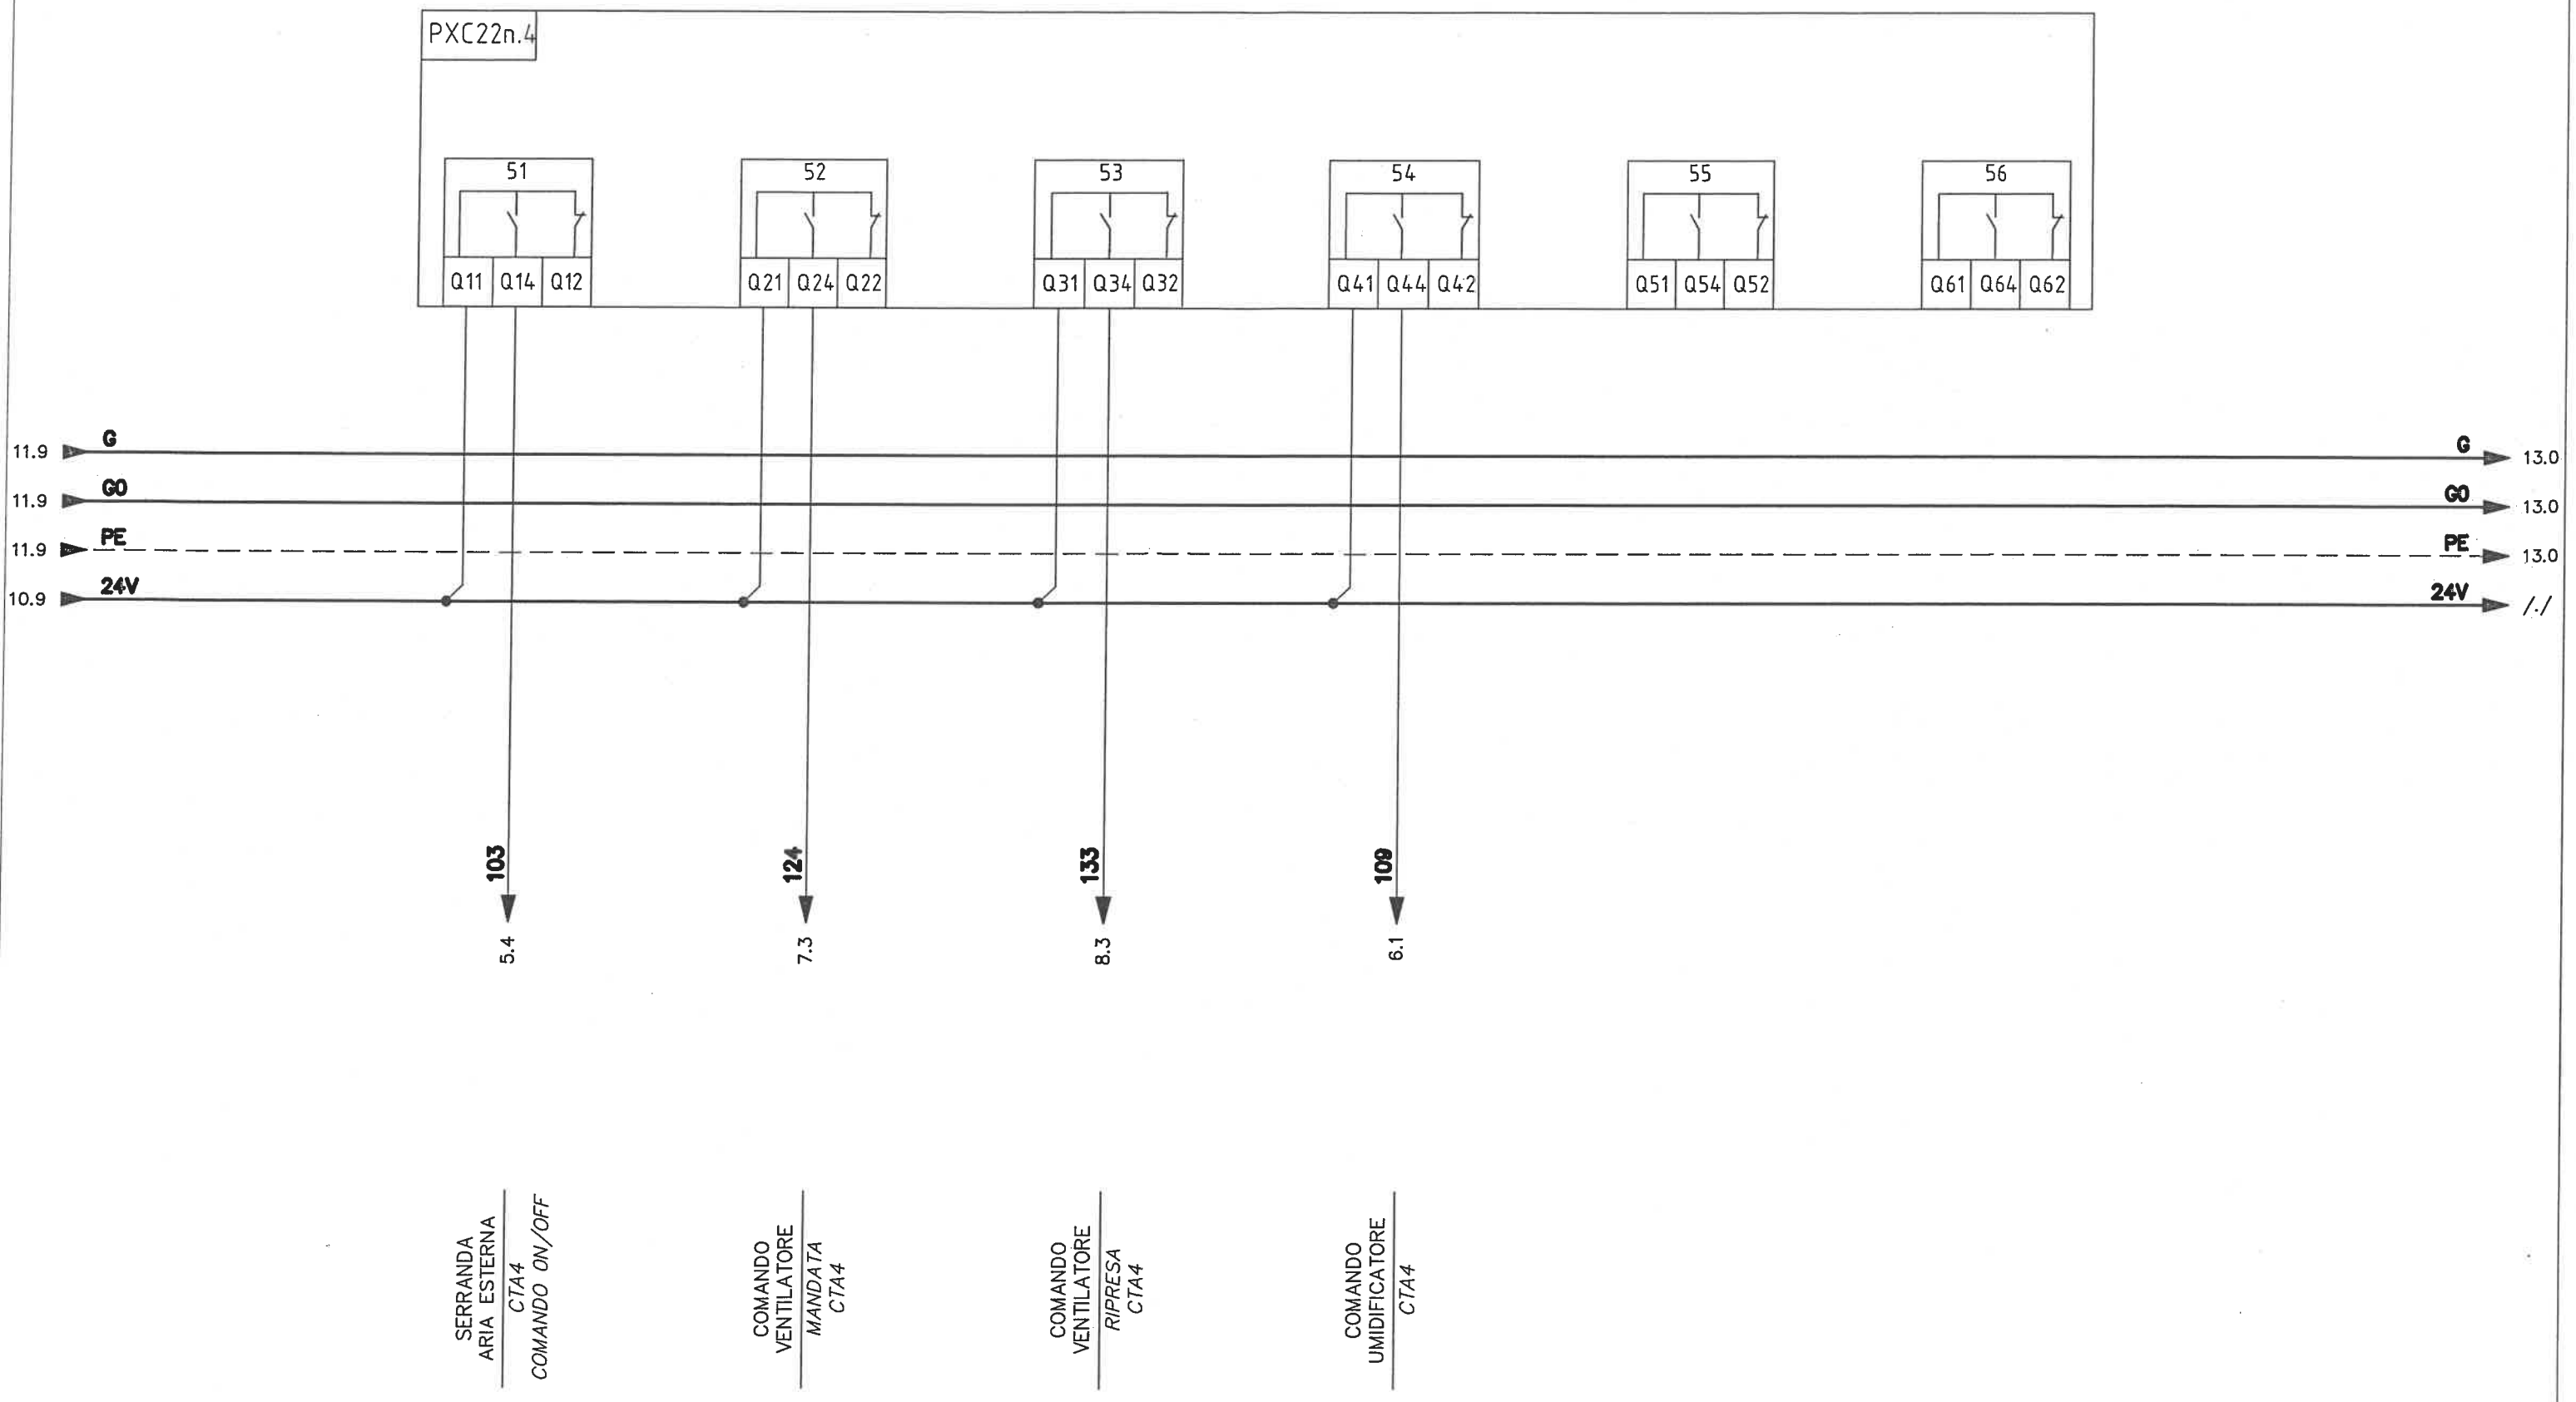 PXC22n.4
51
52
53
54
55
56
Q11 Q14 Q12
Q21 Q24 Q22
Q31 Q34 Q32
Q41 Q44 Q42
Q51 Q54 Q52
Q61 Q64 Q62
11.9 G G 13.0
11.9 G0 G0 13.0
11.9 PE PE 13.0
10.9 24V 24V /./
103
124
133
109
5.4
7.3
8.3
6.1
SERRANDA
ARIA ESTERNA
CTA4
COMANDO ON/OFF
COMANDO
VENTILATORE
MANDATA
CTA4
COMANDO
VENTILATORE
RIPRESA
CTA4
COMANDO
UMIDIFICATORE
CTA4